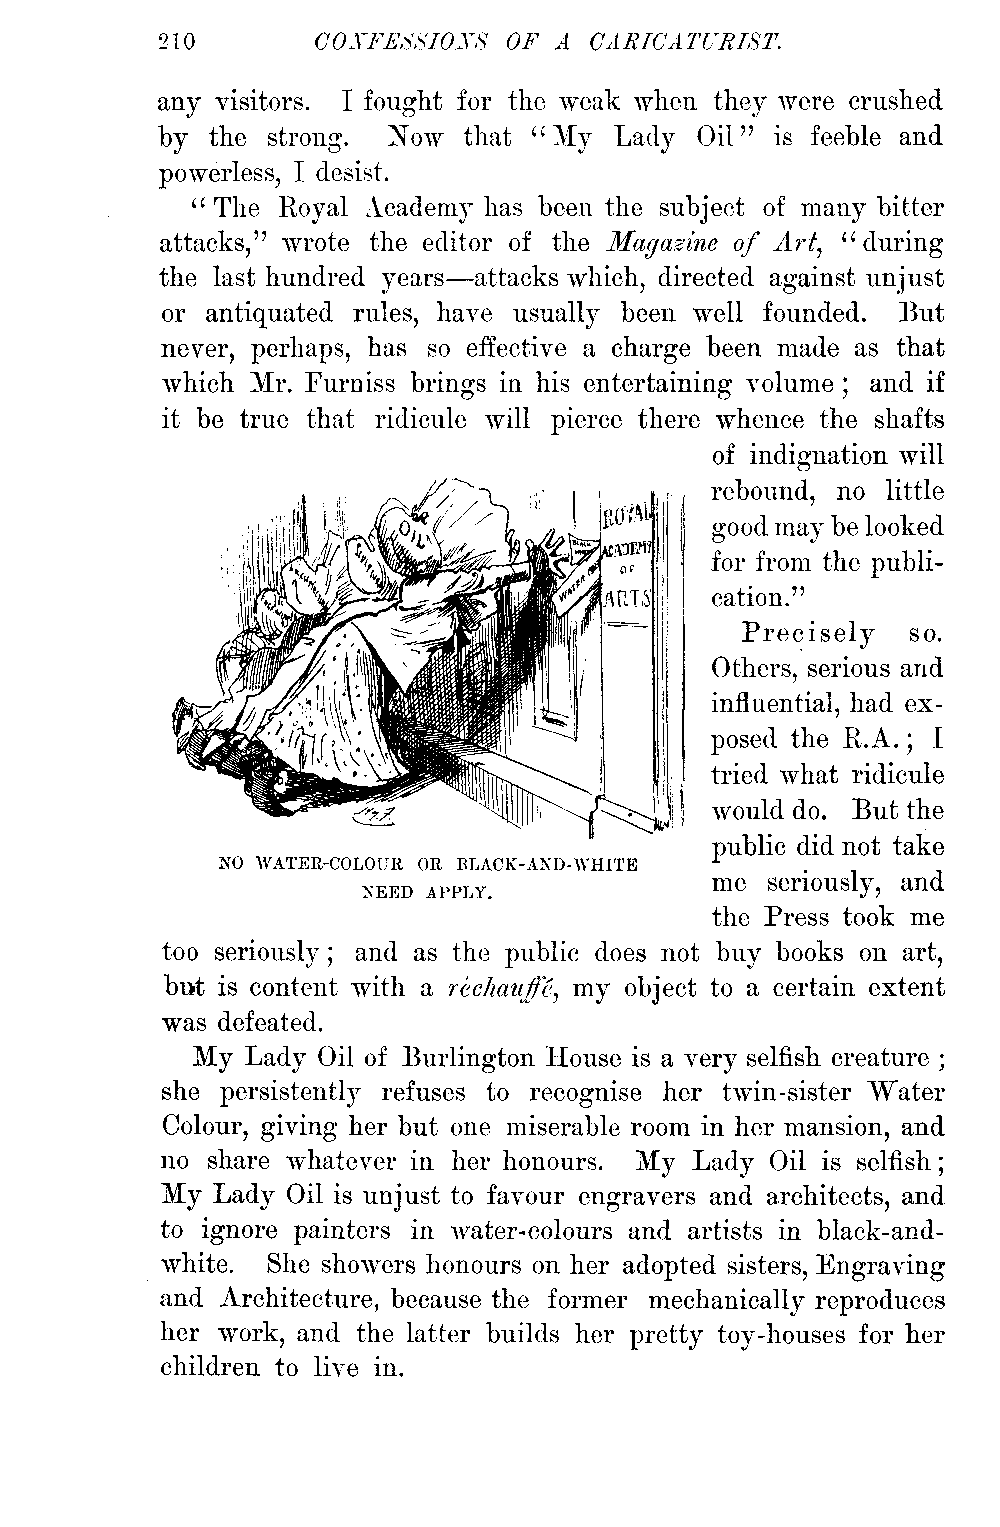 210 CONFESSIONS OF A CARICATURIST.
any visitors. I fought for the weak when they were crushed
by the strong. Now that “My Lady Oil” is feeble and
powerless, I desist.
“The Royal Academy has been the subject of many bitter
attacks,” wrote the editor of the Magazine of Art, “during
the last hundred years—attacks which, directed against unjust
or antiquated rules, have usually been well founded. But
never, perhaps, has so effective a charge been made as that
which Mr. Furniss brings in his entertaining volume; and if
it be true that ridicule will pierce there whence the shafts
of indignation will
rebound, no little
good may be looked
for from the publi-
cation.”
Precisely so.
Others, serious and
influential, had ex-
posed the R.A.; I
tried what ridicule
would do. But the
public did not take
me seriously, and
the Press took me
OIL
ROYAL
ACADEMY
OF
ARTS
WATER
NO WATER-COLOUR OR BLACK-AND-WHITE
NEED APPLY.
too seriously; and as the public does not buy books on art,
but is content with a réchauffé, my object to a certain extent
was defeated.
My Lady Oil of Burlington House is a very selfish creature;
she persistently refuses to recognise her twin-sister Water
Colour, giving her but one miserable room in her mansion, and
no share whatever in her honours. My Lady Oil is selfish;
My Lady Oil is unjust to favour engravers and architects, and
to ignore painters in water-colours and artists in black-and-
white. She showers honours on her adopted sisters, Engraving
and Architecture, because the former mechanically reproduces
her work, and the latter builds her pretty toy-houses for her
children to live in.